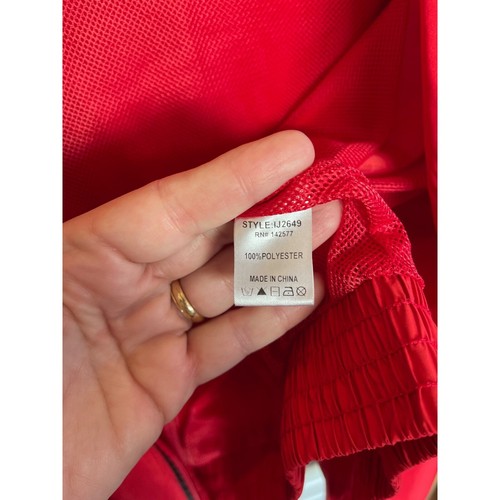 STYLE:IJ2649
RN# 142577
100%POLYESTER
MADE IN CHINA